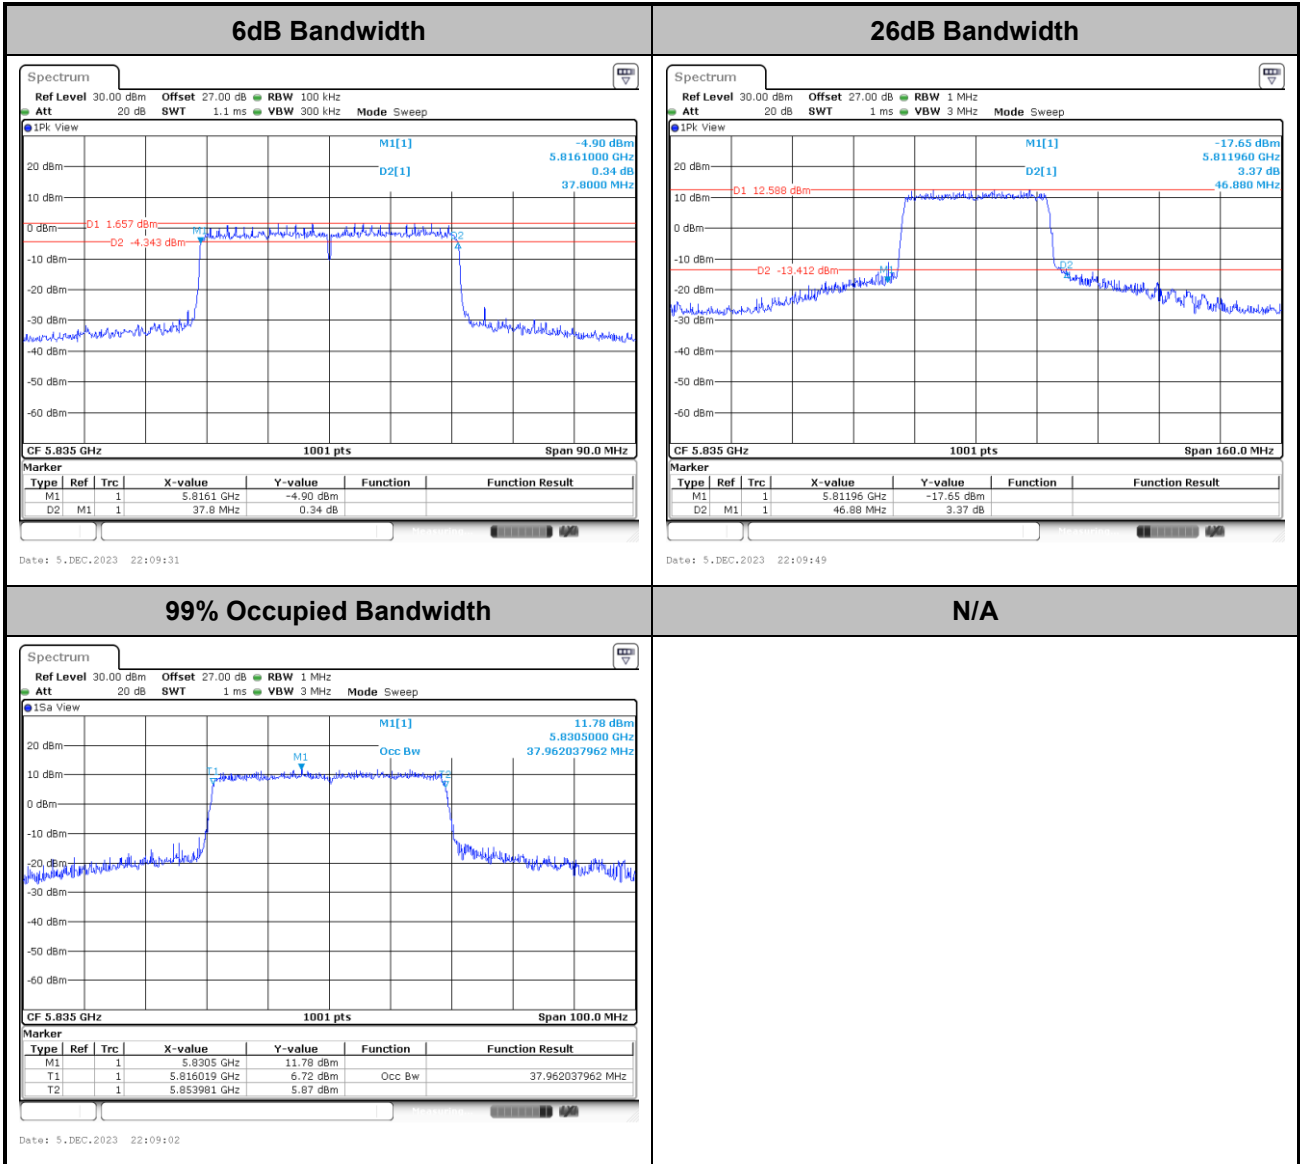 6dB Bandwidth
26dB Bandwidth
Spectrum
Ref Level 30.00 dBm Offset 27.00 dB RBW 100 kHz
Att 20 dB SWT 1.1 ms VBW 300 kHz Mode Sweep
1Pk View
M1[1] -4.90 dBm
5.8161000 GHz
D2[1] 0.34 dB
37.8000 MHz
20 dBm
10 dBm
D1 1.657 dBm
0 dBm
M1
D2
D2 -4.343 dBm
-10 dBm
-20 dBm
-30 dBm
-40 dBm
-50 dBm
-60 dBm
CF 5.835 GHz 1001 pts Span 90.0 MHz
Marker
Type Ref Trc X-value Y-value Function Function Result
M1 1 5.8161 GHz -4.90 dBm
D2 M1 1 37.8 MHz 0.34 dB
Date: 5.DEC.2023 22:09:31
Spectrum
Ref Level 30.00 dBm Offset 27.00 dB RBW 1 MHz
Att 20 dB SWT 1 ms VBW 3 MHz Mode Sweep
1Pk View
M1[1] -17.65 dBm
5.811960 GHz
D2[1] 3.37 dB
46.880 MHz
20 dBm
D1 12.588 dBm
10 dBm
0 dBm
-10 dBm
D2 -13.412 dBm
M1
D2
-20 dBm
-30 dBm
-40 dBm
-50 dBm
-60 dBm
CF 5.835 GHz 1001 pts Span 160.0 MHz
Marker
Type Ref Trc X-value Y-value Function Function Result
M1 1 5.81196 GHz -17.65 dBm
D2 M1 1 46.88 MHz 3.37 dB
Date: 5.DEC.2023 22:09:49
99% Occupied Bandwidth
N/A
Spectrum
Ref Level 30.00 dBm Offset 27.00 dB RBW 1 MHz
Att 20 dB SWT 1 ms VBW 3 MHz Mode Sweep
1Sa View
M1[1] 11.78 dBm
5.8305000 GHz
Occ Bw 37.962037962 MHz
20 dBm
M1
T1
T2
10 dBm
0 dBm
-10 dBm
-20 dBm
-30 dBm
-40 dBm
-50 dBm
-60 dBm
CF 5.835 GHz 1001 pts Span 100.0 MHz
Marker
Type Ref Trc X-value Y-value Function Function Result
M1 1 5.8305 GHz 11.78 dBm
T1 1 5.816019 GHz 6.72 dBm Occ Bw 37.962037962 MHz
T2 1 5.853981 GHz 5.87 dBm
Date: 5.DEC.2023 22:09:02